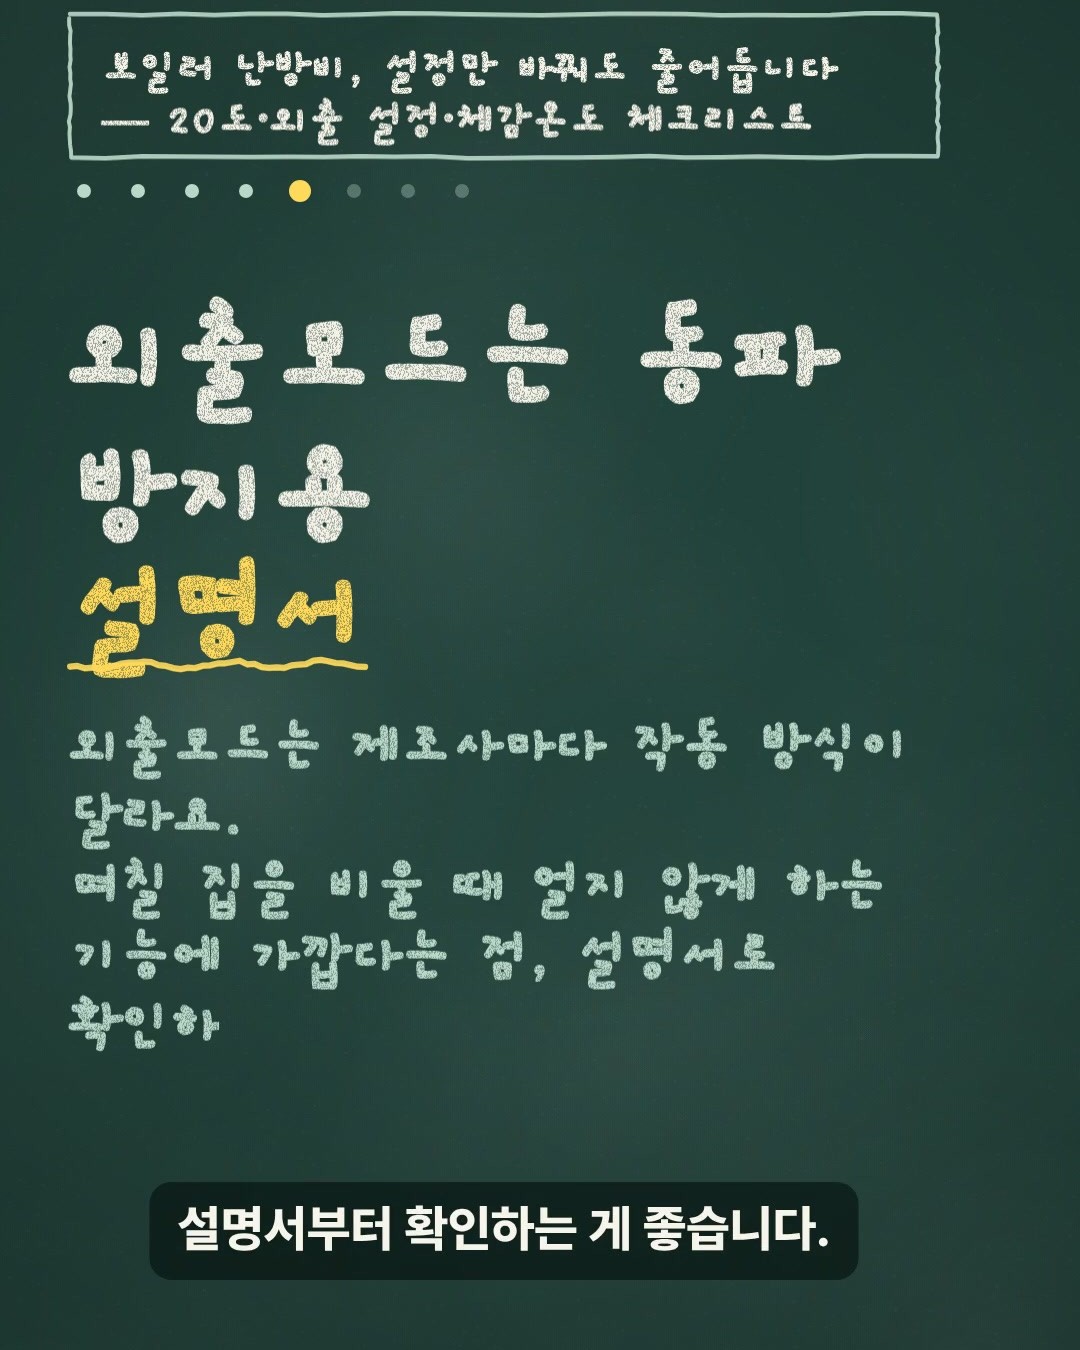 보일러 난방비, 설정만 바꿔도 줄어듭니다
— 20도·외출 설정·체감온도 체크리스트
외출모드는 동파
방지용
설명서
외출모드는 제조사마다 작동 방식이
달라요.
며칠 집을 비울 때 얼지 않게 하는
기능에 가깝다는 점, 설명서로
확인하
설명서부터 확인하는 게 좋습니다.